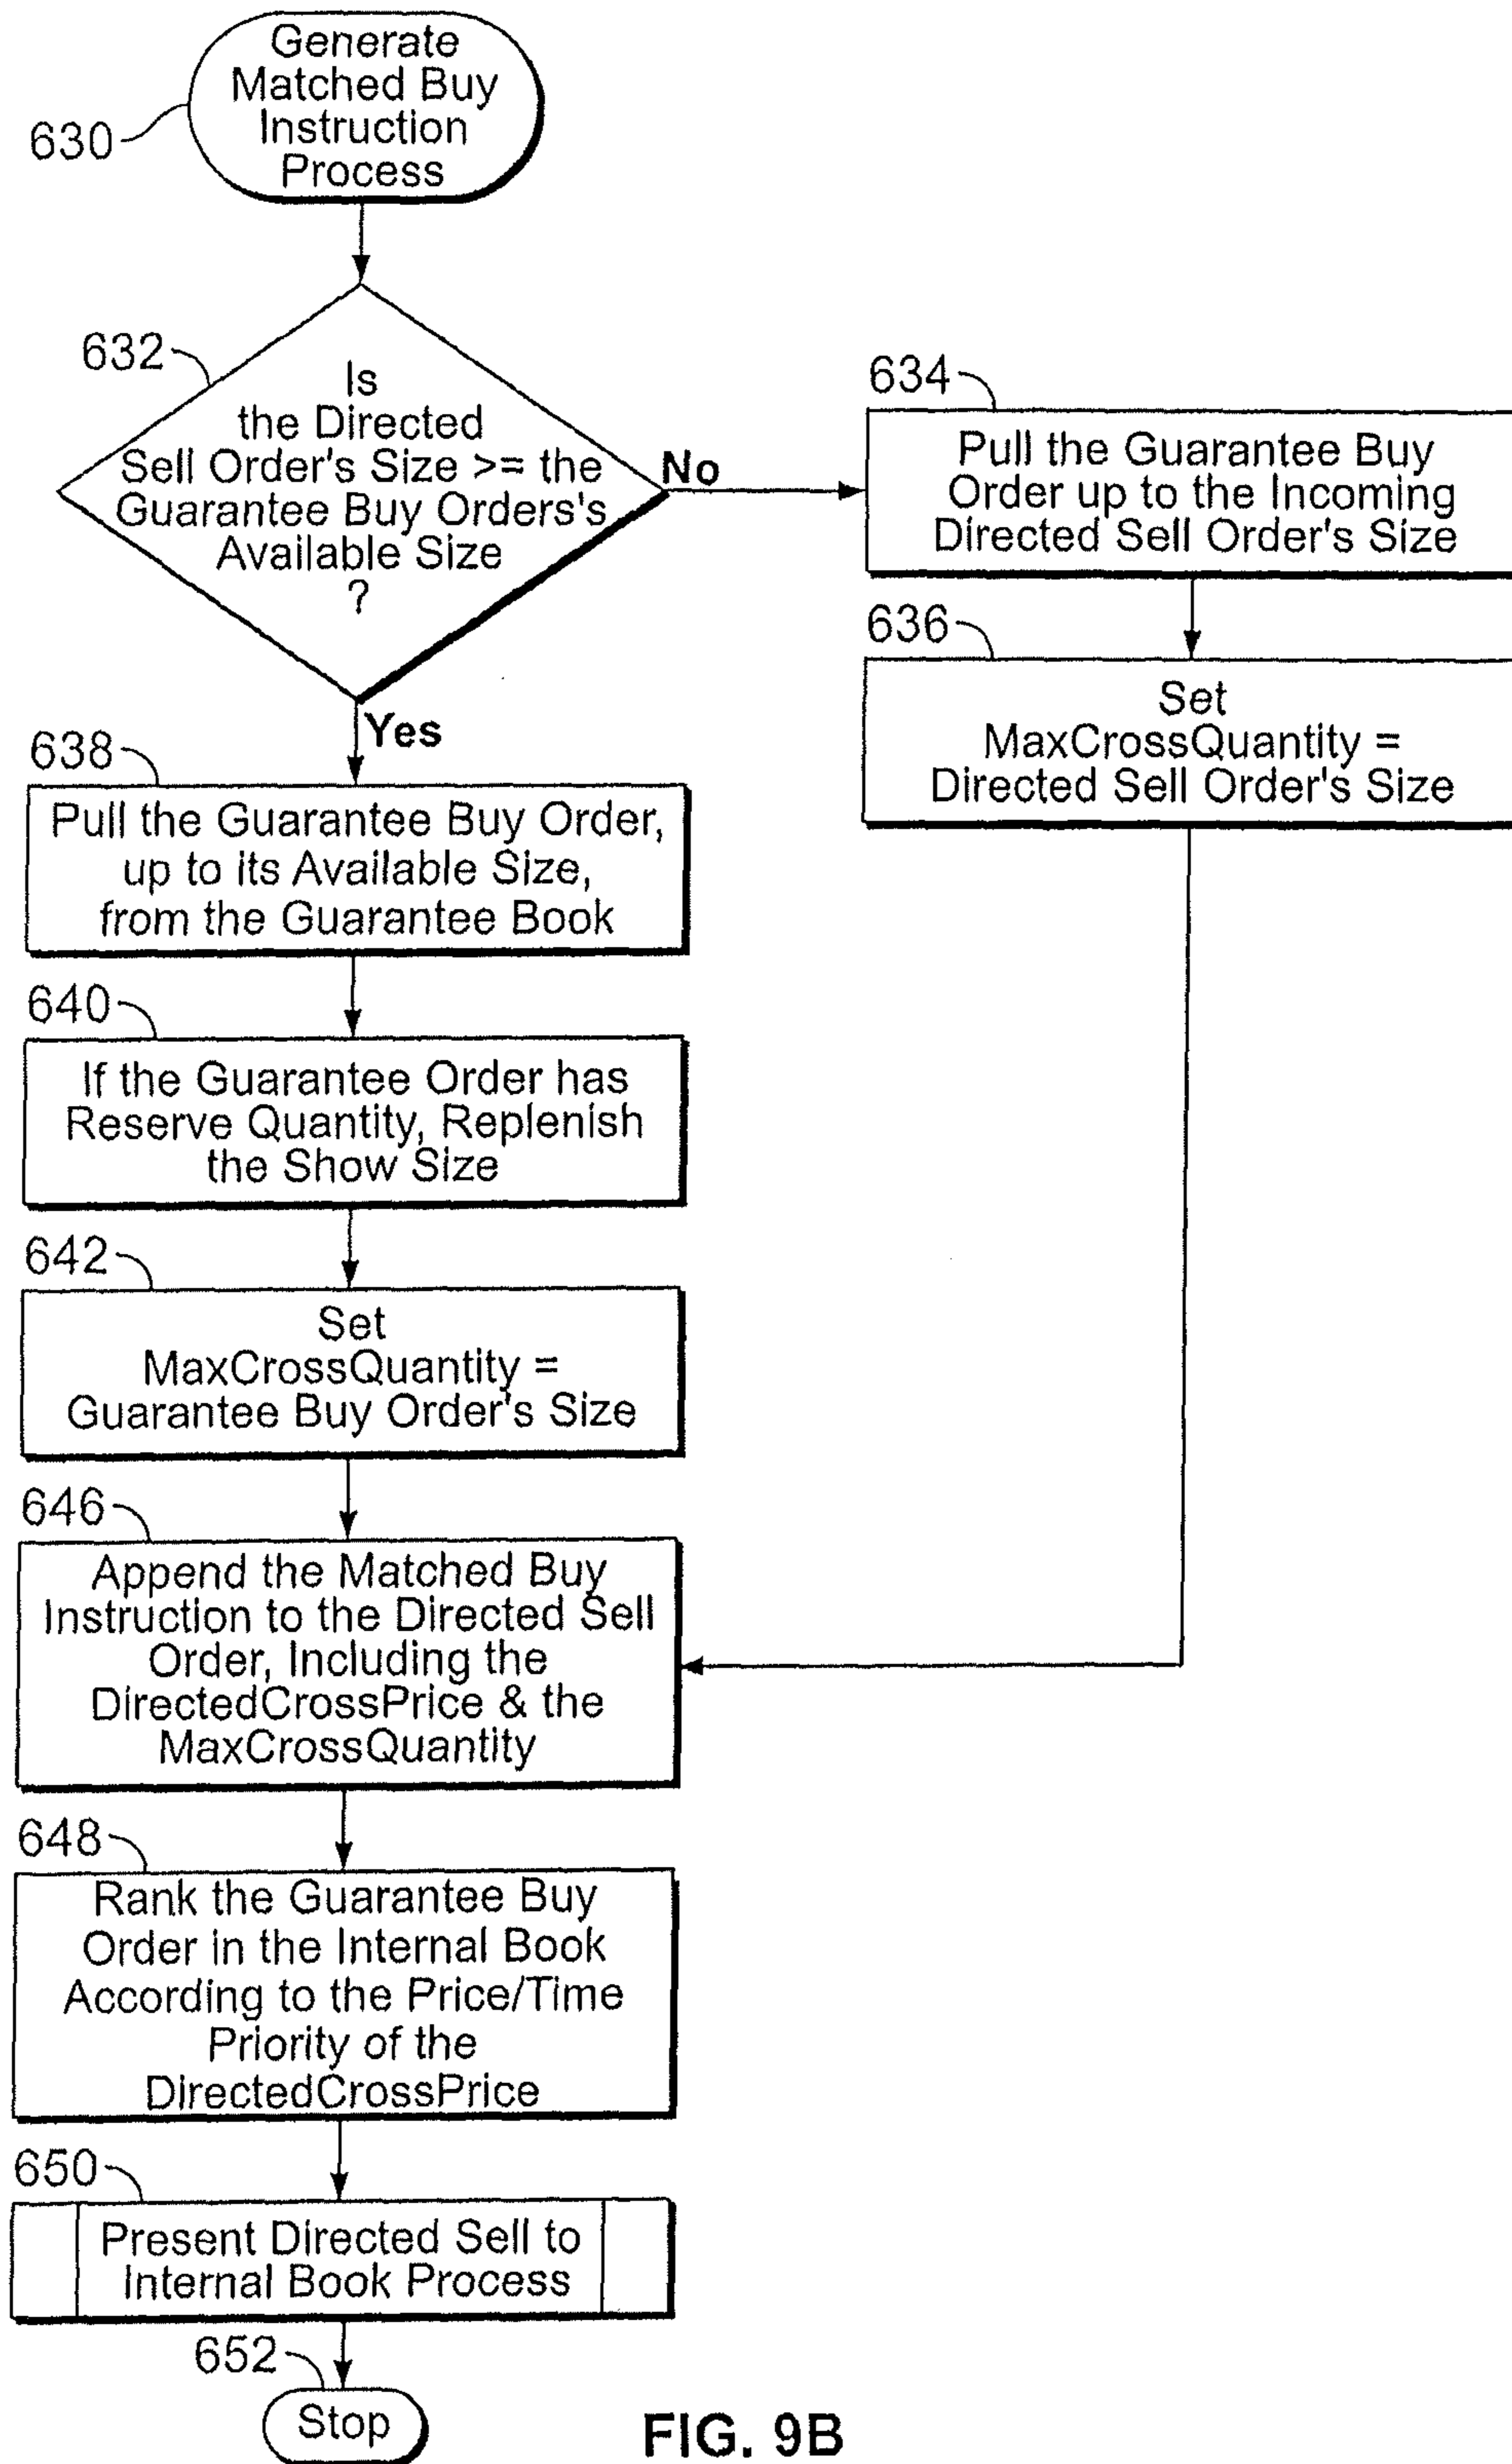 Generate
Matched Buy
Instruction
Process
630
632
Is
the Directed
Sell Order's Size >= the
Guarantee Buy Orders's
Available Size
?
No
Yes
634
Pull the Guarantee Buy
Order up to the Incoming
Directed Sell Order's Size
636
Set
MaxCrossQuantity =
Directed Sell Order's Size
638
Pull the Guarantee Buy Order,
up to its Available Size,
from the Guarantee Book
640
If the Guarantee Order has
Reserve Quantity, Replenish
the Show Size
642
Set
MaxCrossQuantity =
Guarantee Buy Order's Size
646
Append the Matched Buy
Instruction to the Directed Sell
Order, Including the
DirectedCrossPrice & the
MaxCrossQuantity
648
Rank the Guarantee Buy
Order in the Internal Book
According to the Price/Time
Priority of the
DirectedCrossPrice
650
Present Directed Sell to
Internal Book Process
652
Stop
FIG. 9B